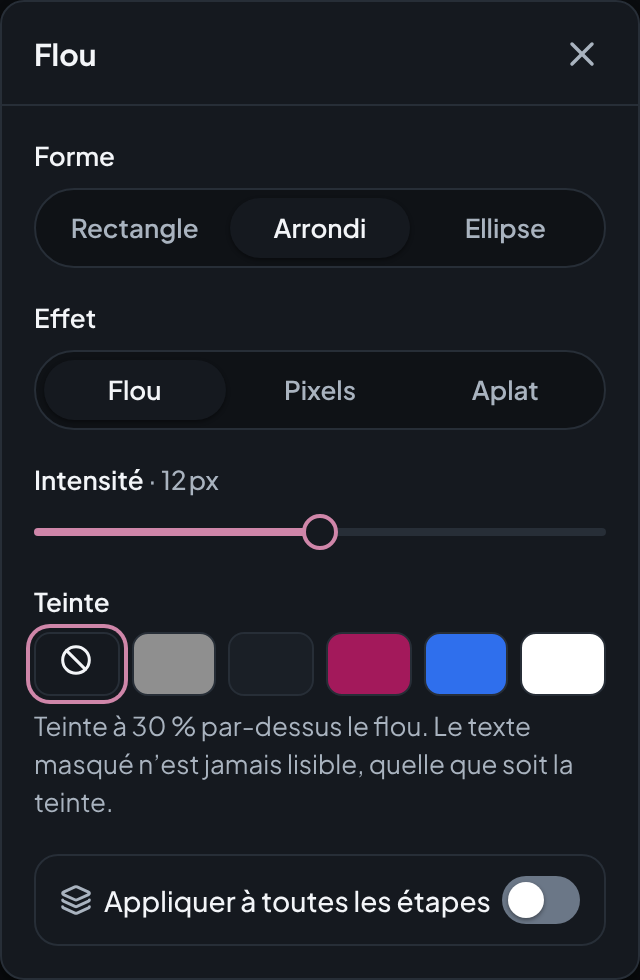 Flou
Forme
Rectangle
Arrondi
Ellipse
Effet
Flou
Pixels
Aplat
Intensité · 12 px
Teinte
Teinte à 30 % par-dessus le flou. Le texte
masqué n’est jamais lisible, quelle que soit la
teinte.
Appliquer à toutes les étapes